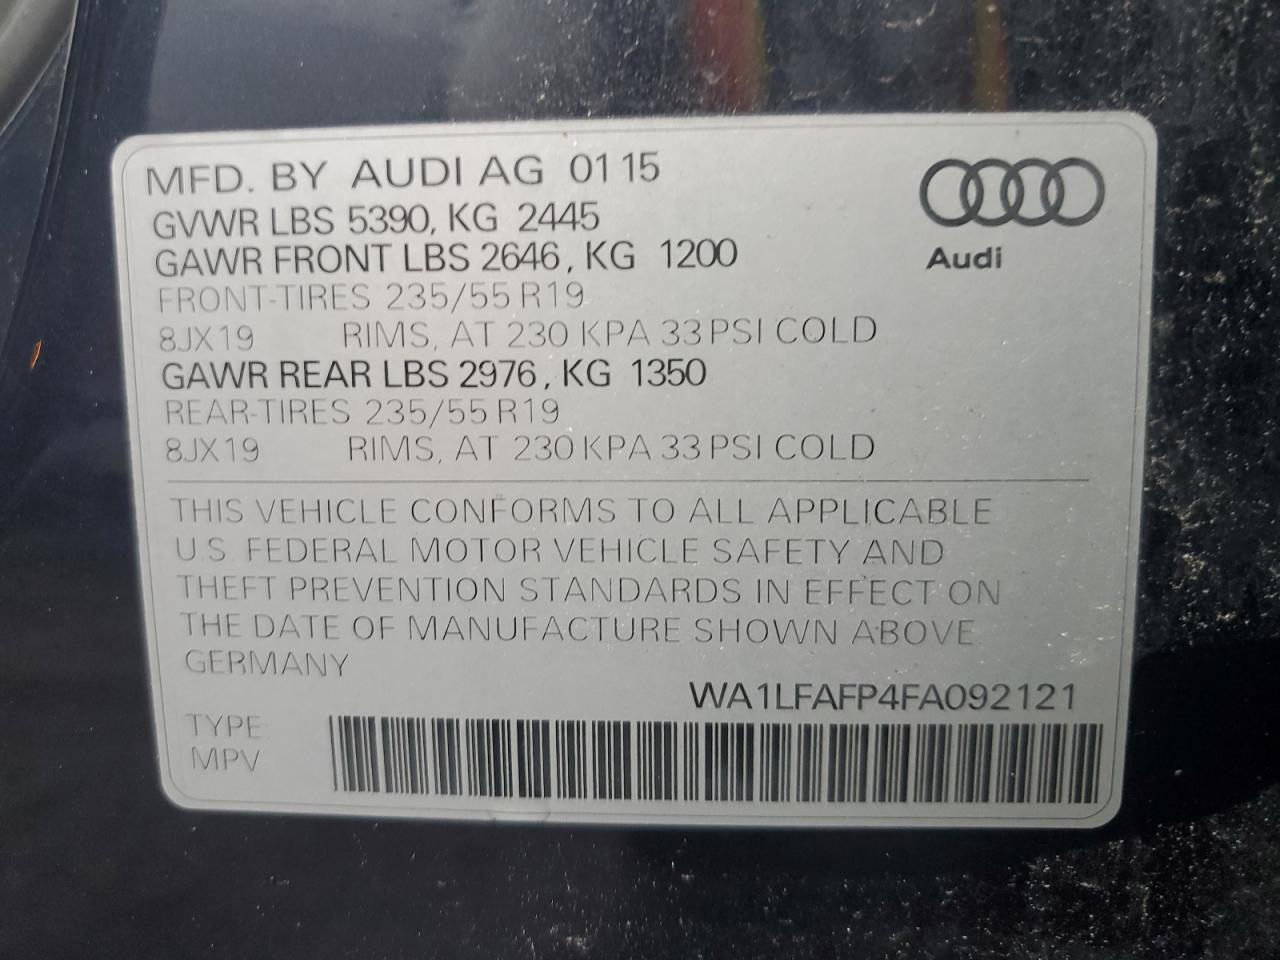 MFD. BY AUDI AG 01 15
GVWR LBS 5390, KG 2445
GAWR FRONT LBS 2646, KG 1200
FRONT-TIRES 235/55 R19
8JX19 RIMS, AT 230 KPA 33 PSI COLD
GAWR REAR LBS 2976, KG 1350
REAR-TIRES 235/55 R19
8JX19 RIMS, AT 230 KPA 33 PSI COLD
Audi
THIS VEHICLE CONFORMS TO ALL APPLICABLE
U.S. FEDERAL MOTOR VEHICLE SAFETY AND
THEFT PREVENTION STANDARDS IN EFFECT ON
THE DATE OF MANUFACTURE SHOWN ABOVE
GERMANY
WA1LFAFP4FA092121
TYPE:
MPV